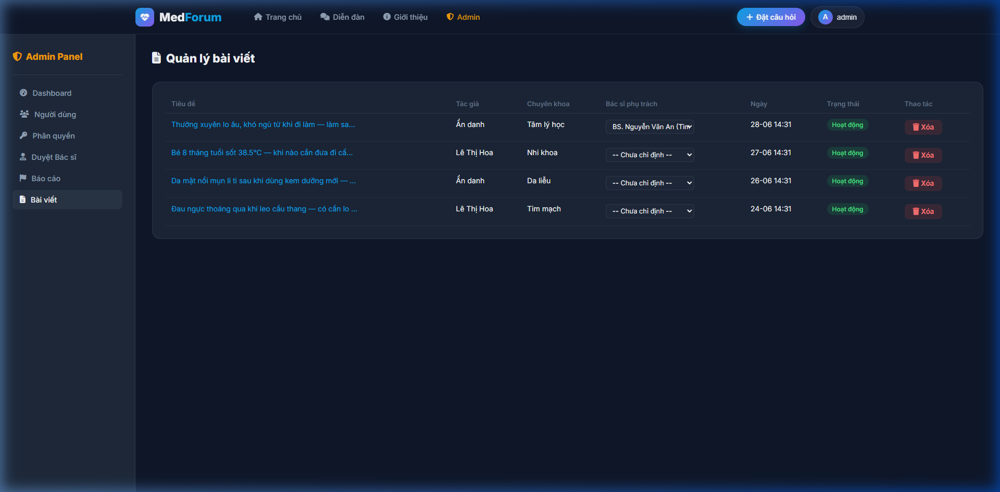 MedForum Trang chủ Diễn đàn Giới thiệu Admin + Đặt câu hỏi A admin
Admin Panel
Dashboard
Người dùng
Phân quyền
Duyệt Bác sĩ
Báo cáo
Bài viết
Quản lý bài viết
Tiêu đề Tác giả Chuyên khoa Bác sĩ phụ trách Ngày Trạng thái Thao tác
Thường xuyên lo âu, khó ngủ từ khi đi làm — làm sa... Ẩn danh Tâm lý học BS. Nguyễn Văn An (Tim 28-06 14:31 Hoạt động Xóa
Bé 8 tháng tuổi sốt 38.5°C — khi nào cần đưa đi cấ... Lê Thị Hoa Nhi khoa -- Chưa chỉ định -- 27-06 14:31 Hoạt động Xóa
Da mặt nổi mụn li ti sau khi dùng kem dưỡng mới — ... Ẩn danh Da liễu -- Chưa chỉ định -- 26-06 14:31 Hoạt động Xóa
Đau ngực thoáng qua khi leo cầu thang — có cần lo ... Lê Thị Hoa Tim mạch -- Chưa chỉ định -- 24-06 14:31 Hoạt động Xóa